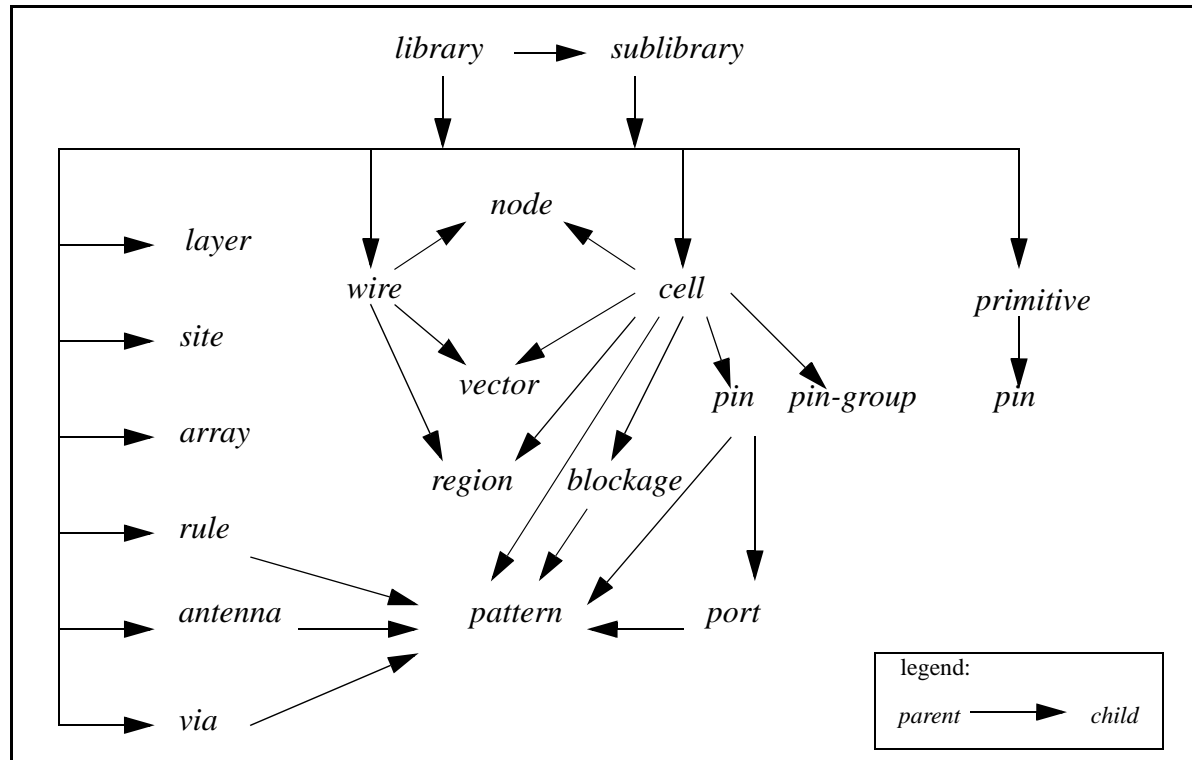 library sublibrary
node
layer
wire cell primitive
site
vector pin pin-group pin
array
region blockage
rule
antenna pattern port
legend:
parent child
via